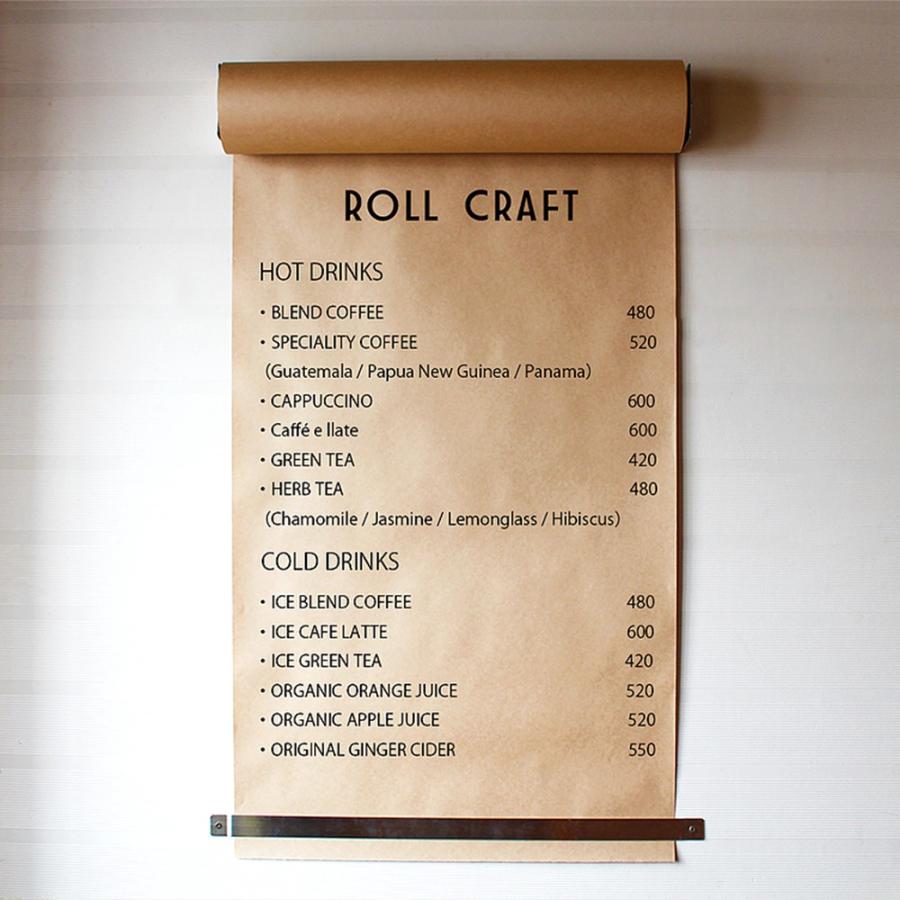 ROLL CRAFT
HOT DRINKS
• BLEND COFFEE 480
• SPECIALITY COFFEE 520
(Guatemala / Papua New Guinea / Panama)
• CAPPUCCINO 600
• Caffé e llate 600
• GREEN TEA 420
• HERB TEA 480
(Chamomile / Jasmine / Lemonglass / Hibiscus)
COLD DRINKS
• ICE BLEND COFFEE 480
• ICE CAFE LATTE 600
• ICE GREEN TEA 420
• ORGANIC ORANGE JUICE 520
• ORGANIC APPLE JUICE 520
• ORIGINAL GINGER CIDER 550